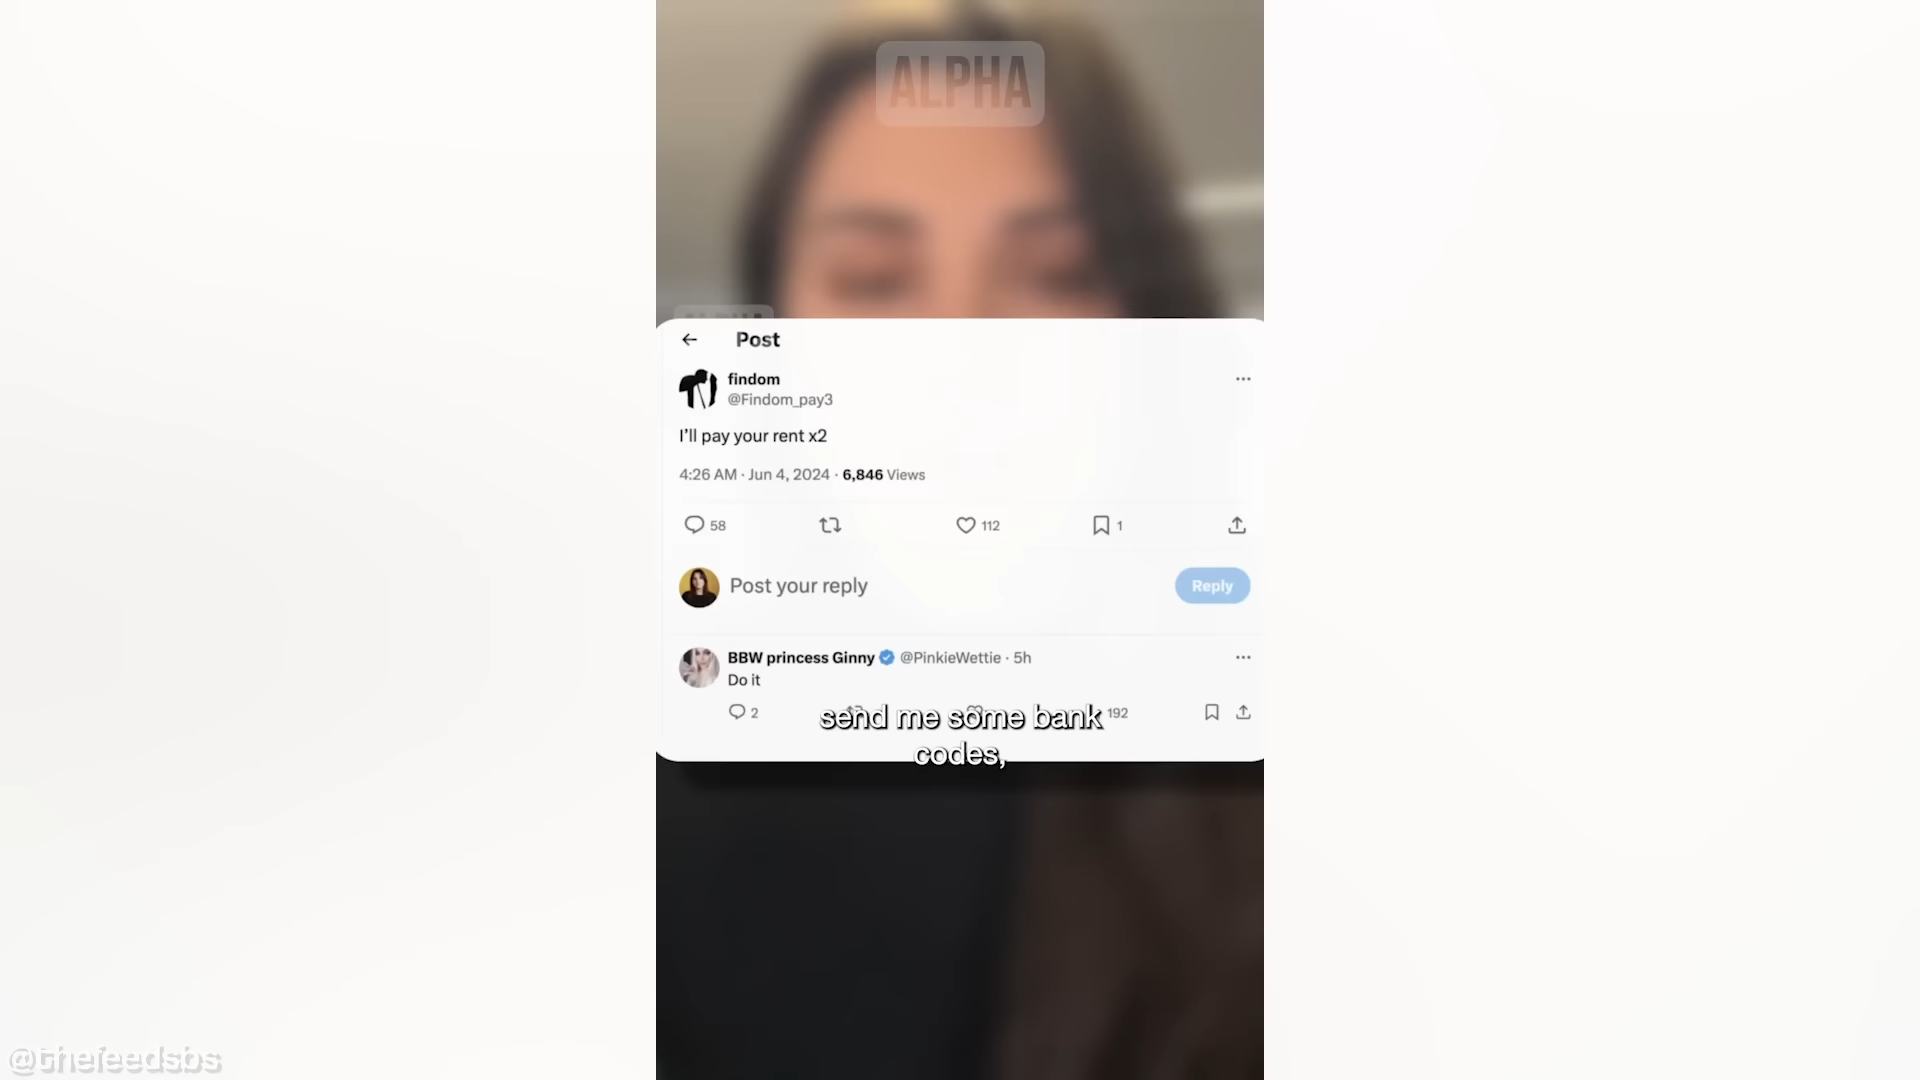 ALPHA
Post
findom
@Findom_pay3
I'll pay your rent x2
4:26 AM · Jun 4, 2024 · 6,846 Views
58 112 1
Post your reply
Reply
BBW princess Ginny @PinkieWettie · 5h
Do it
2 192
send me some bank
codes,
@thefeedsbs